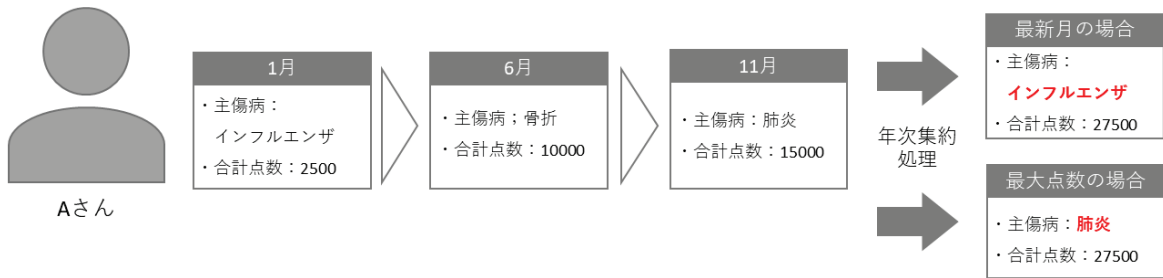 Aさん
1月
・主傷病：
インフルエンザ
・合計点数：2500
6月
・主傷病；骨折
・合計点数：10000
11月
・主傷病：肺炎
・合計点数：15000
年次集約
処理
最新月の場合
・主傷病：
インフルエンザ
・合計点数：27500
最大点数の場合
・主傷病：肺炎
・合計点数：27500